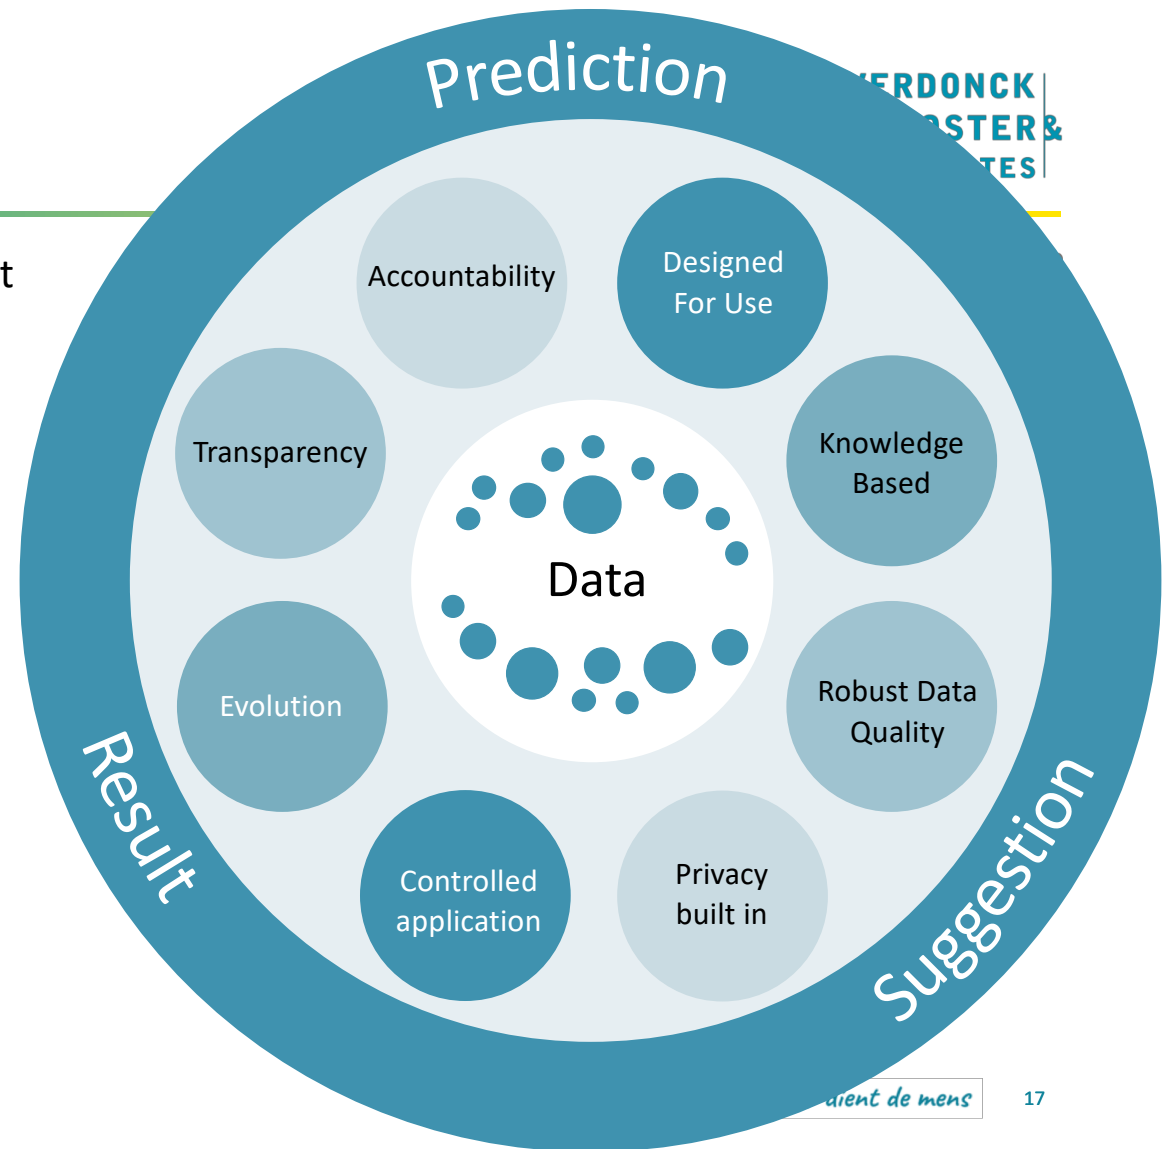 Prediction
ERDONCK
OSTER&
TES
t
Accountability
Designed
For Use
Transparency
Knowledge
Based
Data
Evolution
Robust Data
Quality
Result
Suggestion
Controlled
application
Privacy
built in
dient de mens
17